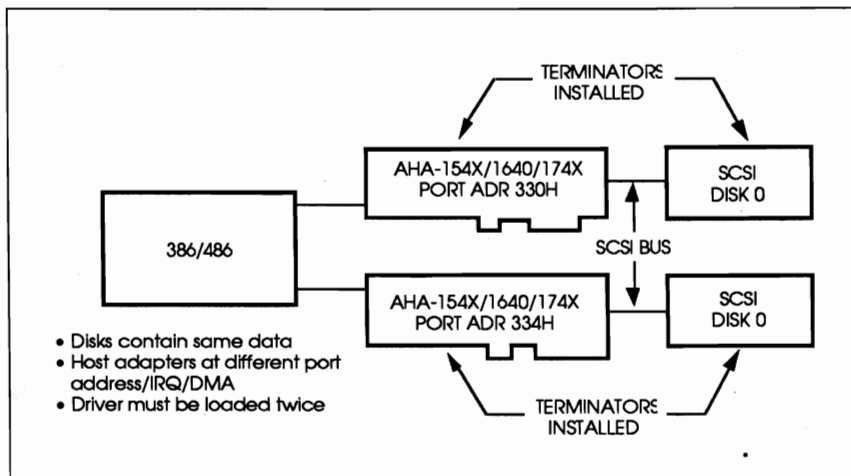 TERMINATORS
INSTALLED
AHA-154X/1640/174X
PORT ADR 330H
SCSI
DISK 0
386/486
SCSI BUS
AHA-154X/1640/174X
PORT ADR 334H
SCSI
DISK 0
• Disks contain same data
• Host adapters at different port
address/IRQ/DMA
• Driver must be loaded twice
TERMINATORS
INSTALLED